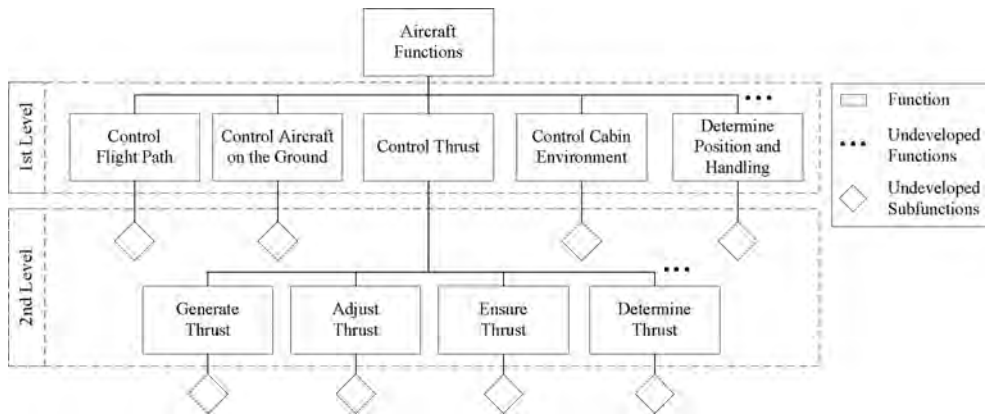 Aircraft
Functions
1st Level
Control
Flight Path
Control Aircraft
on the Ground
Control Thrust
Control Cabin
Environment
Determine
Position and
Handling
Function
Undeveloped
Functions
Undeveloped
Subfunctions
2nd Level
Generate
Thrust
Adjust
Thrust
Ensure
Thrust
Determine
Thrust